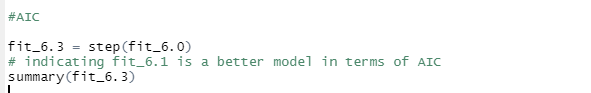 #AIC
fit_6.3 = step(fit_6.0)
# indicating fit_6.1 is a better model in terms of AIC
summary(fit_6.3)